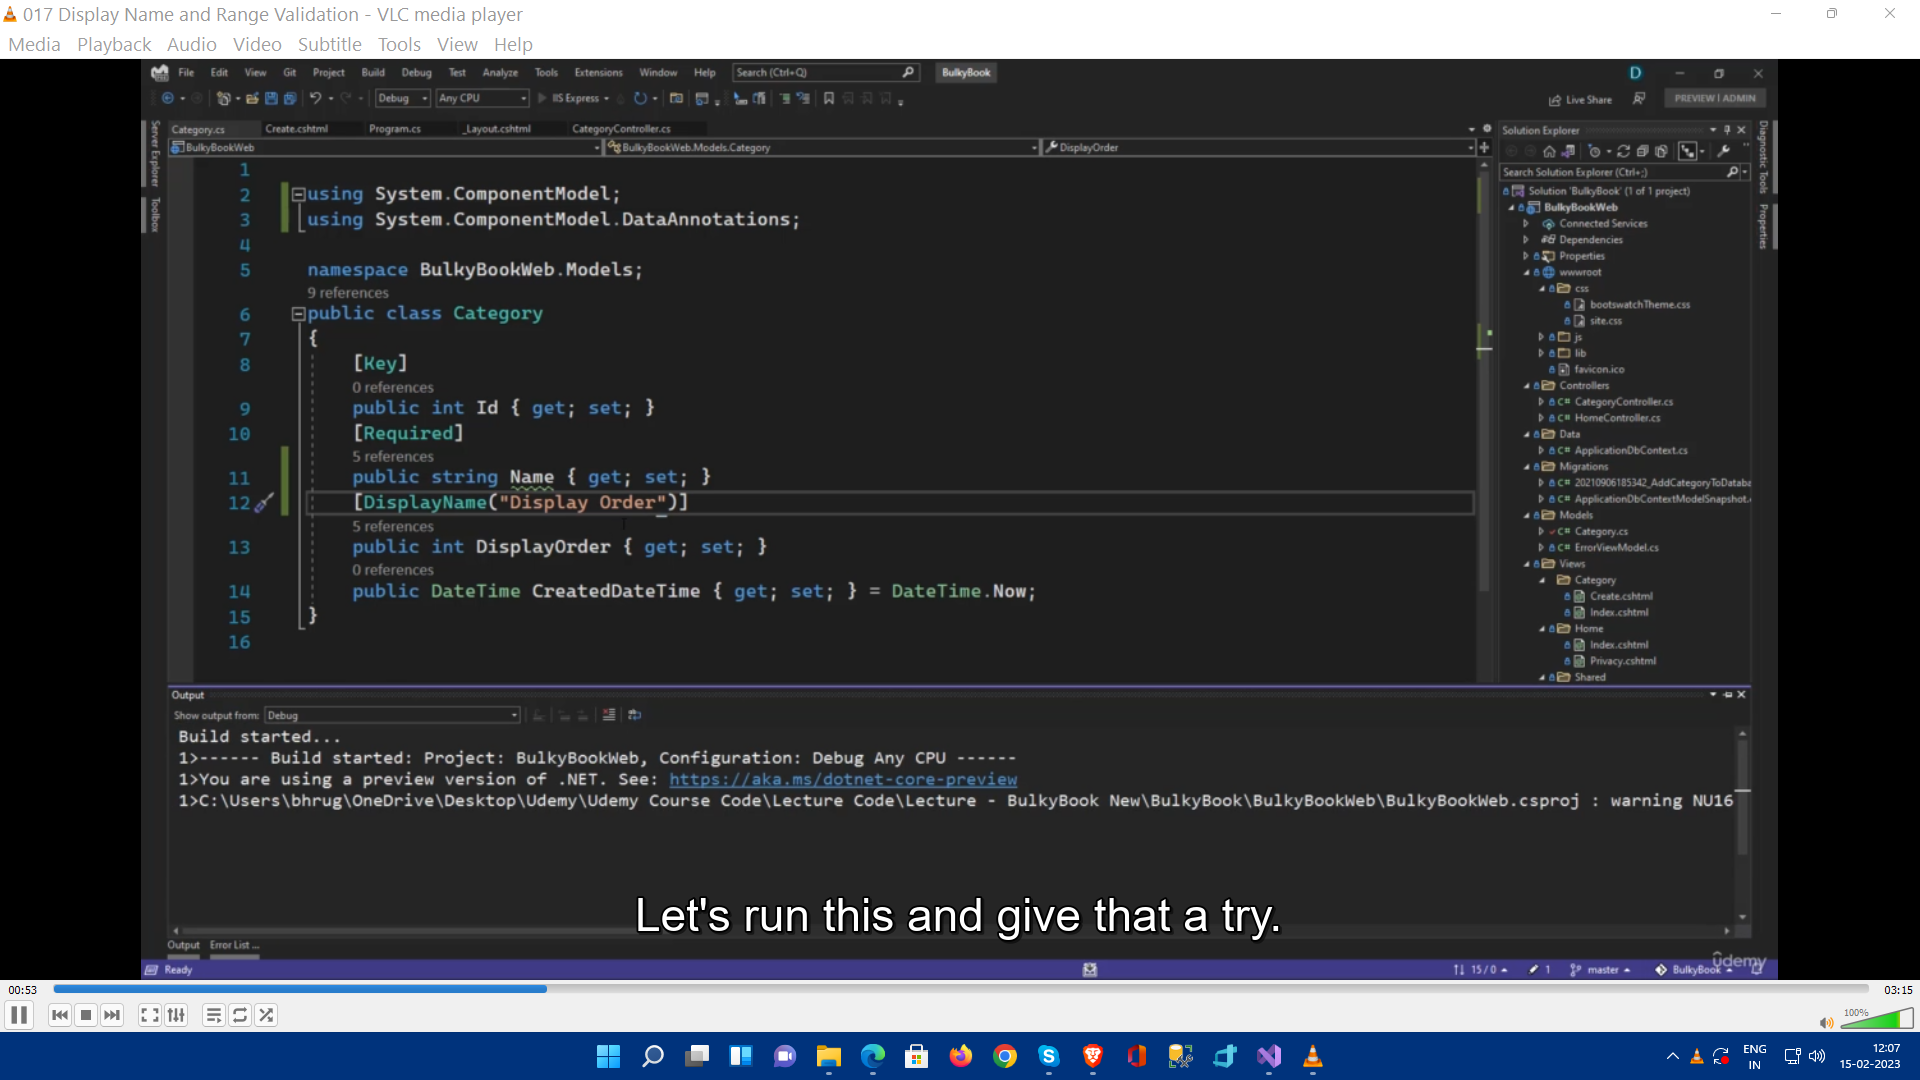 017 Display Name and Range Validation - VLC media player
Media Playback Audio Video Subtitle Tools View Help
File Edit View Git Project Build Debug Test Analyze Tools Extensions Window Help Search (Ctrl+Q) BulkyBook D
Debug Any CPU IIS Express Live Share PREVIEW | ADMIN
Server Explorer
Toolbox
Category.cs Create.cshtml Program.cs _Layout.cshtml CategoryController.cs
BulkyBookWeb BulkyBookWeb.Models.Category DisplayOrder
1
2 using System.ComponentModel;
3 using System.ComponentModel.DataAnnotations;
4
5 namespace BulkyBookWeb.Models;
9 references
6 public class Category
7 {
8 [Key]
0 references
9 public int Id { get; set; }
10 [Required]
5 references
11 public string Name { get; set; }
12 [DisplayName("Display Order")]
5 references
13 public int DisplayOrder { get; set; }
0 references
14 public DateTime CreatedDateTime { get; set; } = DateTime.Now;
15 }
16
Solution Explorer
Search Solution Explorer (Ctrl+;)
Solution 'BulkyBook' (1 of 1 project)
BulkyBookWeb
Connected Services
Dependencies
Properties
wwwroot
css
bootswatchTheme.css
site.css
js
lib
favicon.ico
Controllers
C# CategoryController.cs
C# HomeController.cs
Data
C# ApplicationDbContext.cs
Migrations
C# 20210906185342_AddCategoryToDataba
C# ApplicationDbContextModelSnapshot.
Models
C# Category.cs
C# ErrorViewModel.cs
Views
Category
Create.cshtml
Index.cshtml
Home
Index.cshtml
Privacy.cshtml
Shared
Diagnostic Tools
Properties
Output
Show output from: Debug
Build started...
1>------ Build started: Project: BulkyBookWeb, Configuration: Debug Any CPU ------
1>You are using a preview version of .NET. See: https://aka.ms/dotnet-core-preview
1>C:\Users\bhrug\OneDrive\Desktop\Udemy\Udemy Course Code\Lecture Code\Lecture - BulkyBook New\BulkyBook\BulkyBookWeb\BulkyBookWeb.csproj : warning NU16
Let's run this and give that a try.
Output Error List ...
Ready 15 / 0 1 master BulkyBook
udemy
00:53 03:15
100%
ENG
IN
12:07
15-02-2023